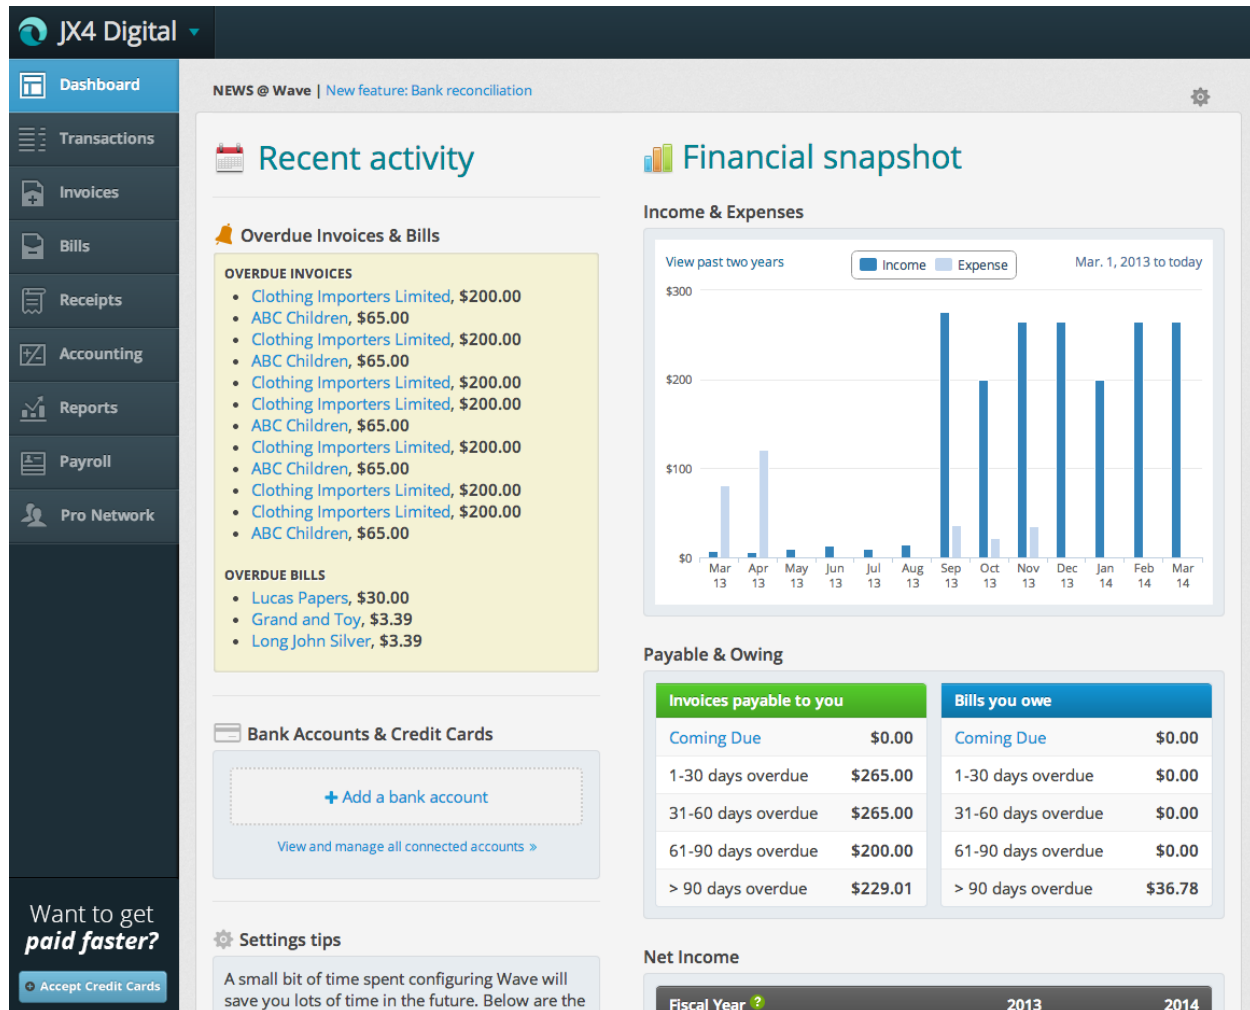 JX4 Digital
Dashboard
Transactions
Invoices
Bills
Receipts
Accounting
Reports
Payroll
Pro Network
Want to get
paid faster?
Accept Credit Cards
NEWS @ Wave | New feature: Bank reconciliation
Recent activity
Overdue Invoices & Bills
OVERDUE INVOICES
• Clothing Importers Limited, $200.00
• ABC Children, $65.00
• Clothing Importers Limited, $200.00
• ABC Children, $65.00
• Clothing Importers Limited, $200.00
• Clothing Importers Limited, $200.00
• ABC Children, $65.00
• Clothing Importers Limited, $200.00
• ABC Children, $65.00
• Clothing Importers Limited, $200.00
• Clothing Importers Limited, $200.00
• ABC Children, $65.00
OVERDUE BILLS
• Lucas Papers, $30.00
• Grand and Toy, $3.39
• Long John Silver, $3.39
Bank Accounts & Credit Cards
+ Add a bank account
View and manage all connected accounts »
Settings tips
A small bit of time spent configuring Wave will
save you lots of time in the future. Below are the
Financial snapshot
Income & Expenses
View past two years Income Expense Mar. 1, 2013 to today
$300
$200
$100
$0
Mar Apr May Jun Jul Aug Sep Oct Nov Dec Jan Feb Mar
13 13 13 13 13 13 13 13 13 13 14 14 14
Payable & Owing
Invoices payable to you
Coming Due $0.00
1-30 days overdue $265.00
31-60 days overdue $265.00
61-90 days overdue $200.00
> 90 days overdue $229.01
Bills you owe
Coming Due $0.00
1-30 days overdue $0.00
31-60 days overdue $0.00
61-90 days overdue $0.00
> 90 days overdue $36.78
Net Income
Fiscal Year ? 2013 2014